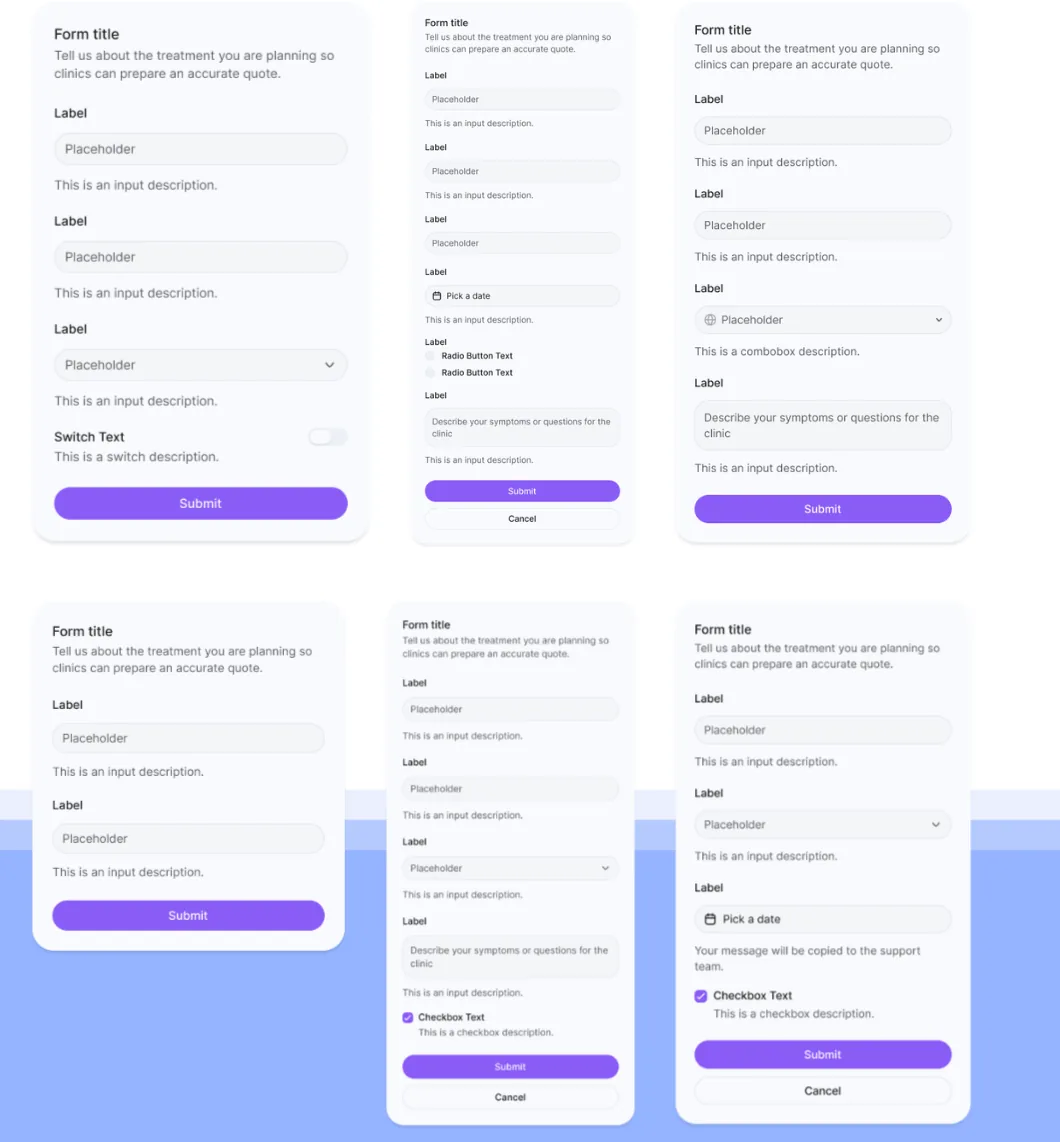 Form title
Tell us about the treatment you are planning so
clinics can prepare an accurate quote.
Label
Placeholder
This is an input description.
Label
Placeholder
This is an input description.
Label
Placeholder
This is an input description.
Switch Text
This is a switch description.
Submit
Form title
Tell us about the treatment you are planning so
clinics can prepare an accurate quote.
Label
Placeholder
This is an input description.
Label
Placeholder
This is an input description.
Label
Placeholder
Label
Pick a date
This is an input description.
Label
Radio Button Text
Radio Button Text
Label
Describe your symptoms or questions for the
clinic
This is an input description.
Submit
Cancel
Form title
Tell us about the treatment you are planning so
clinics can prepare an accurate quote.
Label
Placeholder
This is an input description.
Label
Placeholder
This is an input description.
Label
Placeholder
This is a combobox description.
Label
Describe your symptoms or questions for the
clinic
This is an input description.
Submit
Form title
Tell us about the treatment you are planning so
clinics can prepare an accurate quote.
Label
Placeholder
This is an input description.
Label
Placeholder
This is an input description.
Submit
Form title
Tell us about the treatment you are planning so
clinics can prepare an accurate quote.
Label
Placeholder
This is an input description.
Label
Placeholder
This is an input description.
Label
Placeholder
This is an input description.
Label
Describe your symptoms or questions for the
clinic
This is an input description.
Checkbox Text
This is a checkbox description.
Submit
Cancel
Form title
Tell us about the treatment you are planning so
clinics can prepare an accurate quote.
Label
Placeholder
This is an input description.
Label
Placeholder
This is an input description.
Label
Pick a date
Your message will be copied to the support
team.
Checkbox Text
This is a checkbox description.
Submit
Cancel